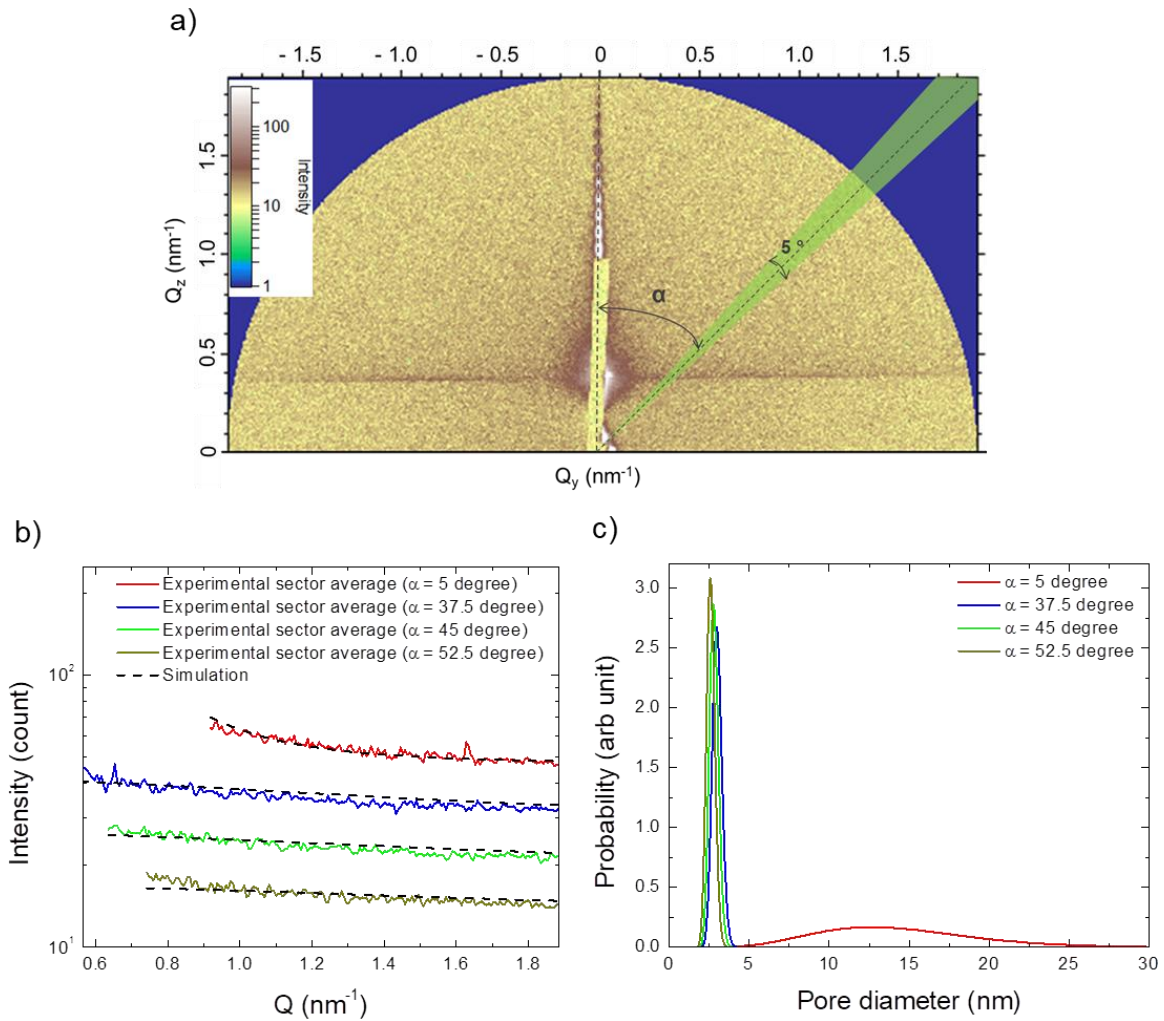 a)
- 1.5 - 1.0 - 0.5 0 0.5 1.0 1.5
100
10
1
Intensity
1.5
1.0
0.5
0
Qz (nm-1)
5 °
α
Qy (nm-1)
b)
Experimental sector average (α = 5 degree)
Experimental sector average (α = 37.5 degree)
Experimental sector average (α = 45 degree)
Experimental sector average (α = 52.5 degree)
Simulation
10²
10¹
Intensity (count)
0.6 0.8 1.0 1.2 1.4 1.6 1.8
Q (nm-1)
c)
α = 5 degree
α = 37.5 degree
α = 45 degree
α = 52.5 degree
3.0
2.5
2.0
1.5
1.0
0.5
0.0
Probability (arb unit)
0 5 10 15 20 25 30
Pore diameter (nm)